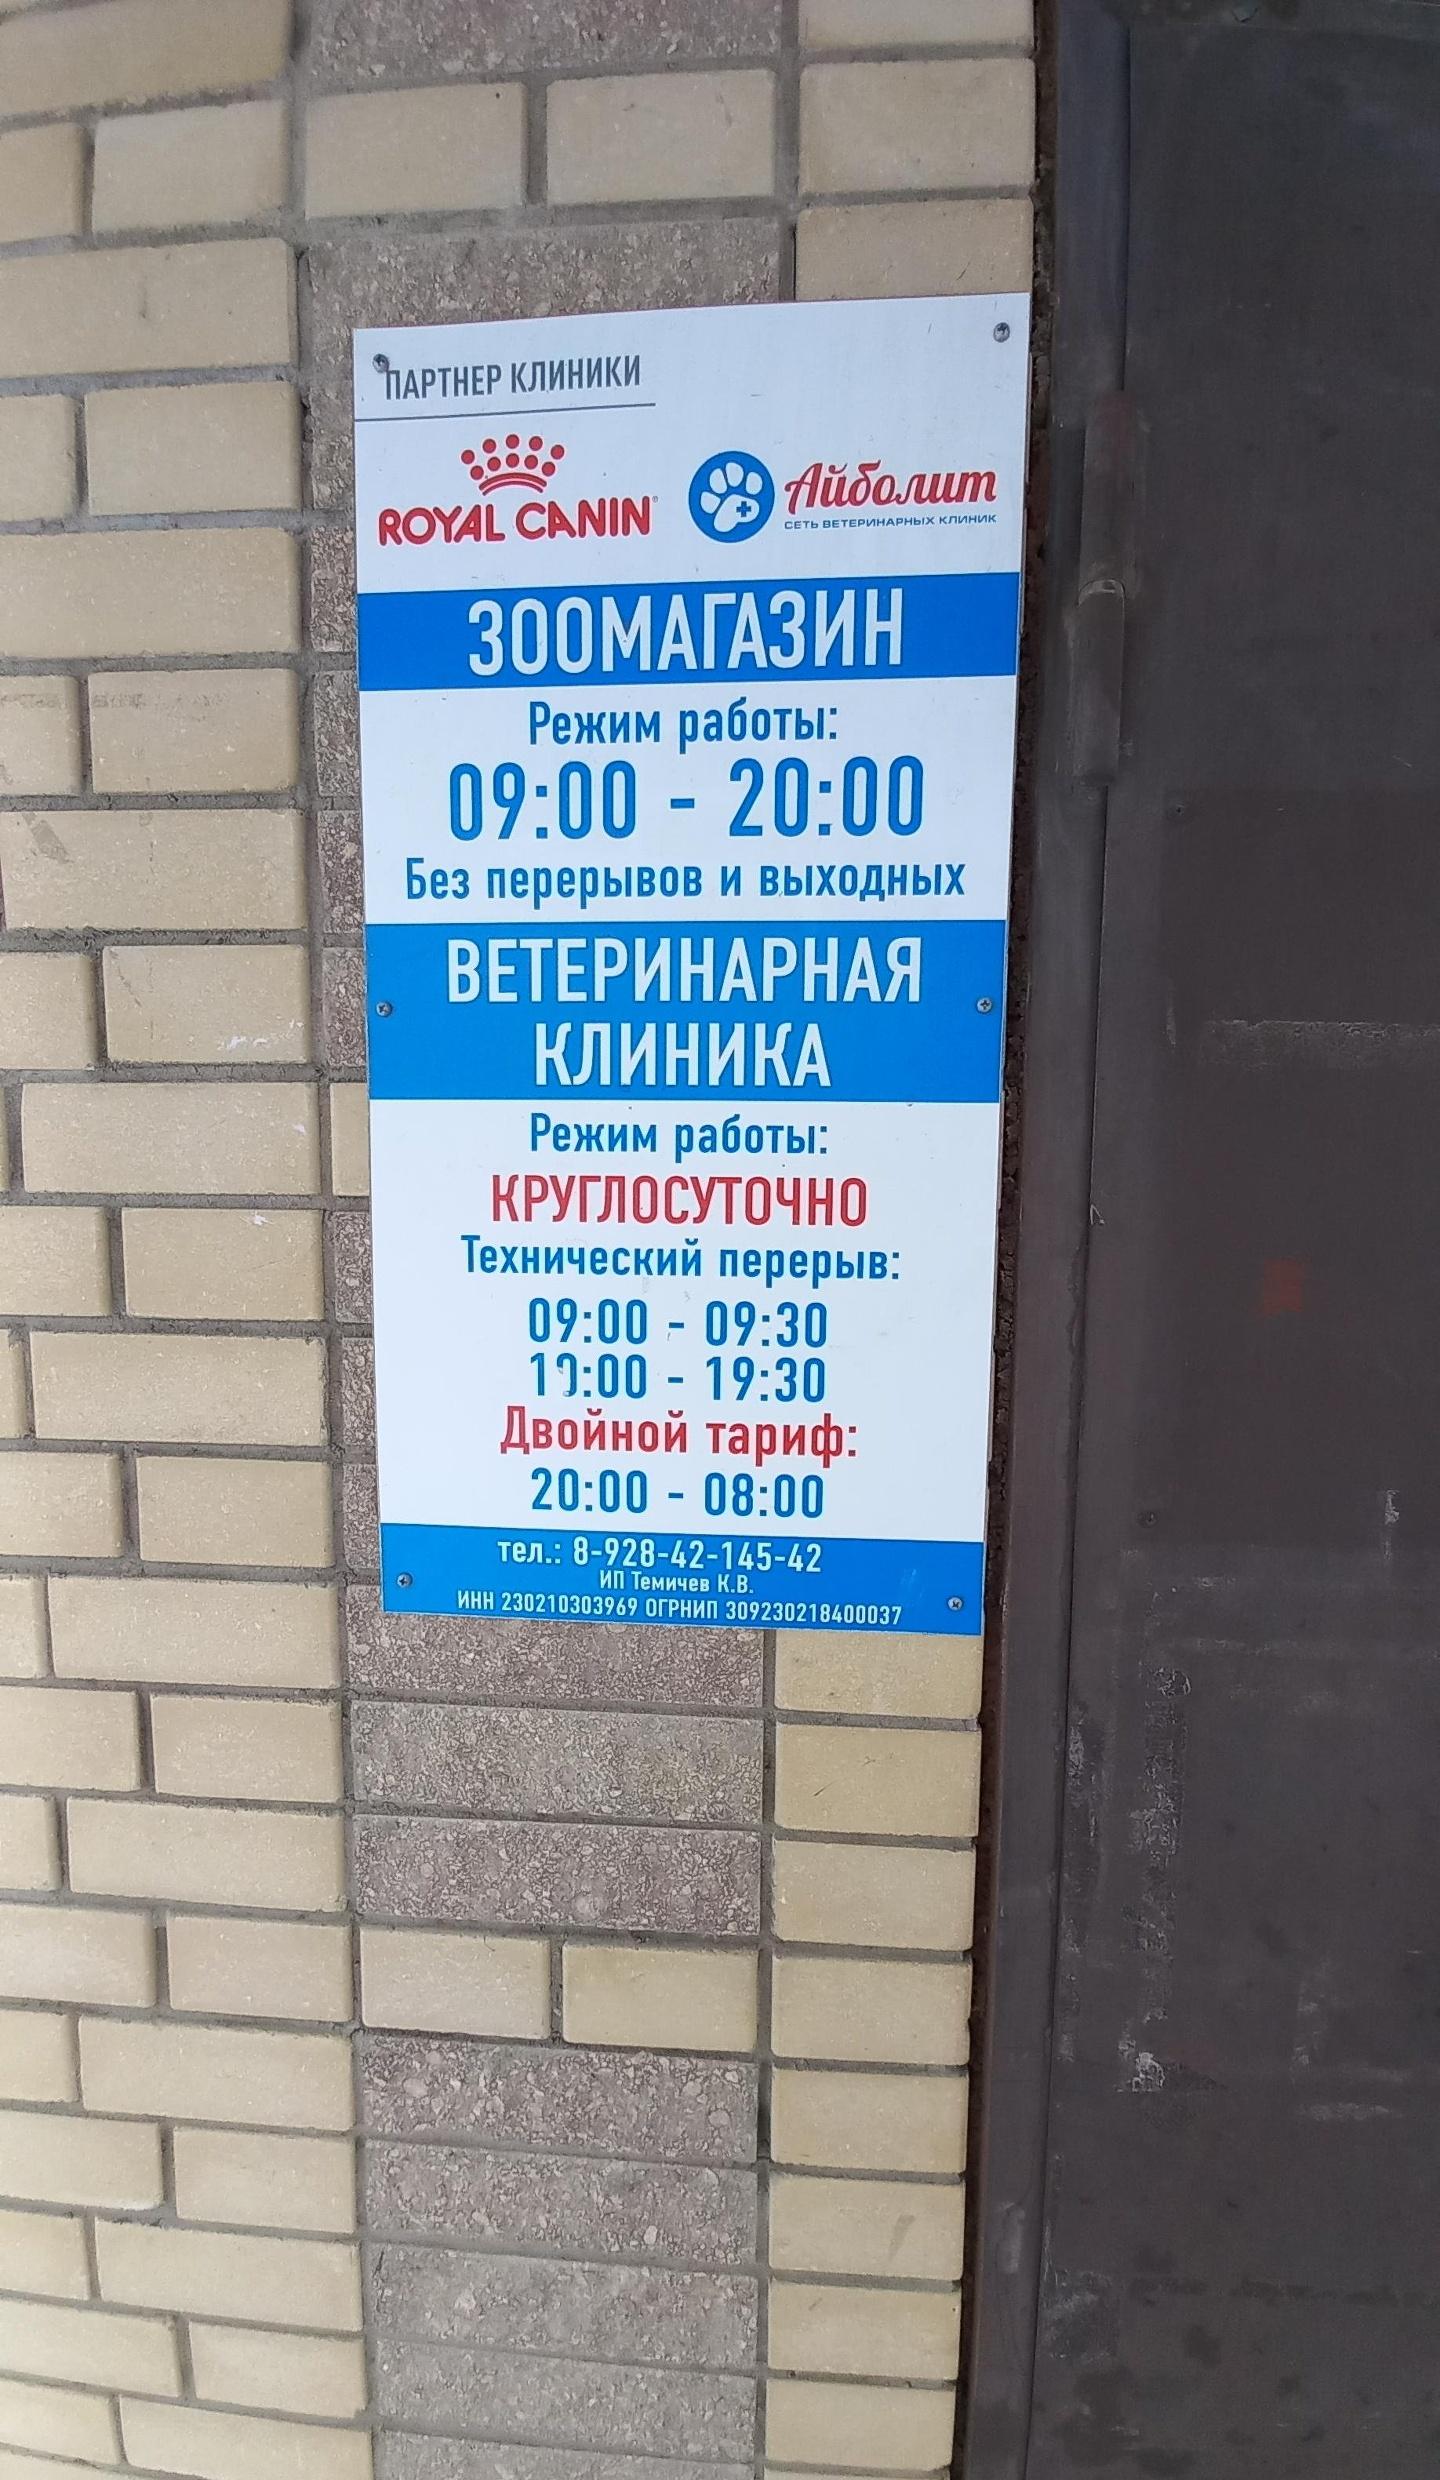 ПАРТНЕР КЛИНИКИ
ROYAL CANIN®
Айболит
СЕТЬ ВЕТЕРИНАРНЫХ КЛИНИК
ЗООМАГАЗИН
Режим работы:
09:00 - 20:00
Без перерывов и выходных
ВЕТЕРИНАРНАЯ
КЛИНИКА
Режим работы:
КРУГЛОСУТОЧНО
Технический перерыв:
09:00 - 09:30
19:00 - 19:30
Двойной тариф:
20:00 - 08:00
тел.: 8-928-42-145-42
ИП Темичев К.В.
ИНН 230210303969 ОГРНИП 309230218400037